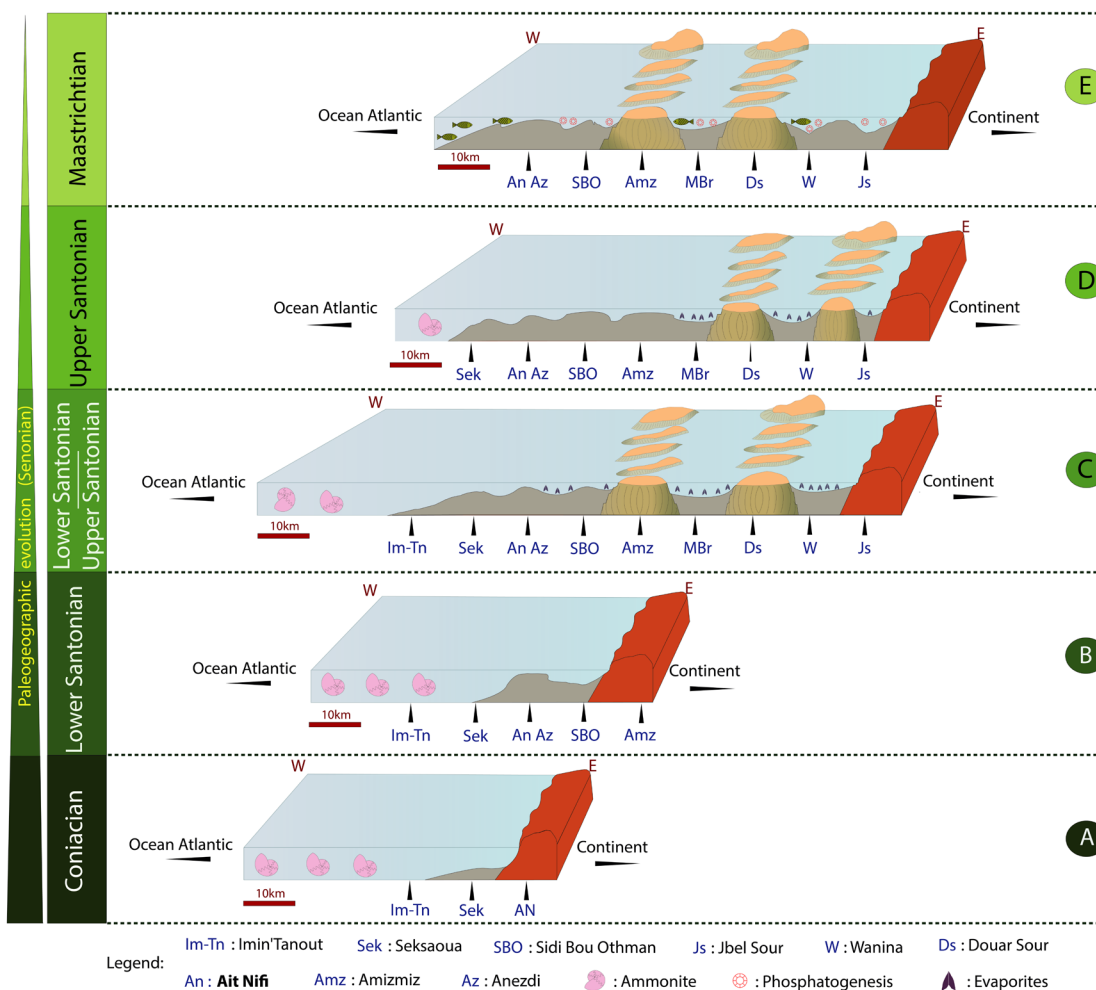 Paleogeographic evolution (Senonian)
Maastrichtian
W
E
E
Ocean Atlantic
Continent
10km
An Az
SBO
Amz
MBr
Ds
W
Js
Upper Santonian
W
E
D
Ocean Atlantic
Continent
10km
Sek
An Az
SBO
Amz
MBr
Ds
W
Js
Lower Santonian
Upper Santonian
W
E
C
Ocean Atlantic
Continent
10km
Im-Tn
Sek
An Az
SBO
Amz
MBr
Ds
W
Js
Lower Santonian
W
E
B
Ocean Atlantic
Continent
10km
Im-Tn
Sek
An Az
SBO
Amz
Coniacian
W
E
A
Ocean Atlantic
Continent
10km
Im-Tn
Sek
AN
Legend:
Im-Tn : Imin'Tanout Sek : Seksaoua SBO : Sidi Bou Othman Js : Jbel Sour W : Wanina Ds : Douar Sour
An : Ait Nifi Amz : Amizmiz Az : Anezdi : Ammonite : Phosphatogenesis : Evaporites